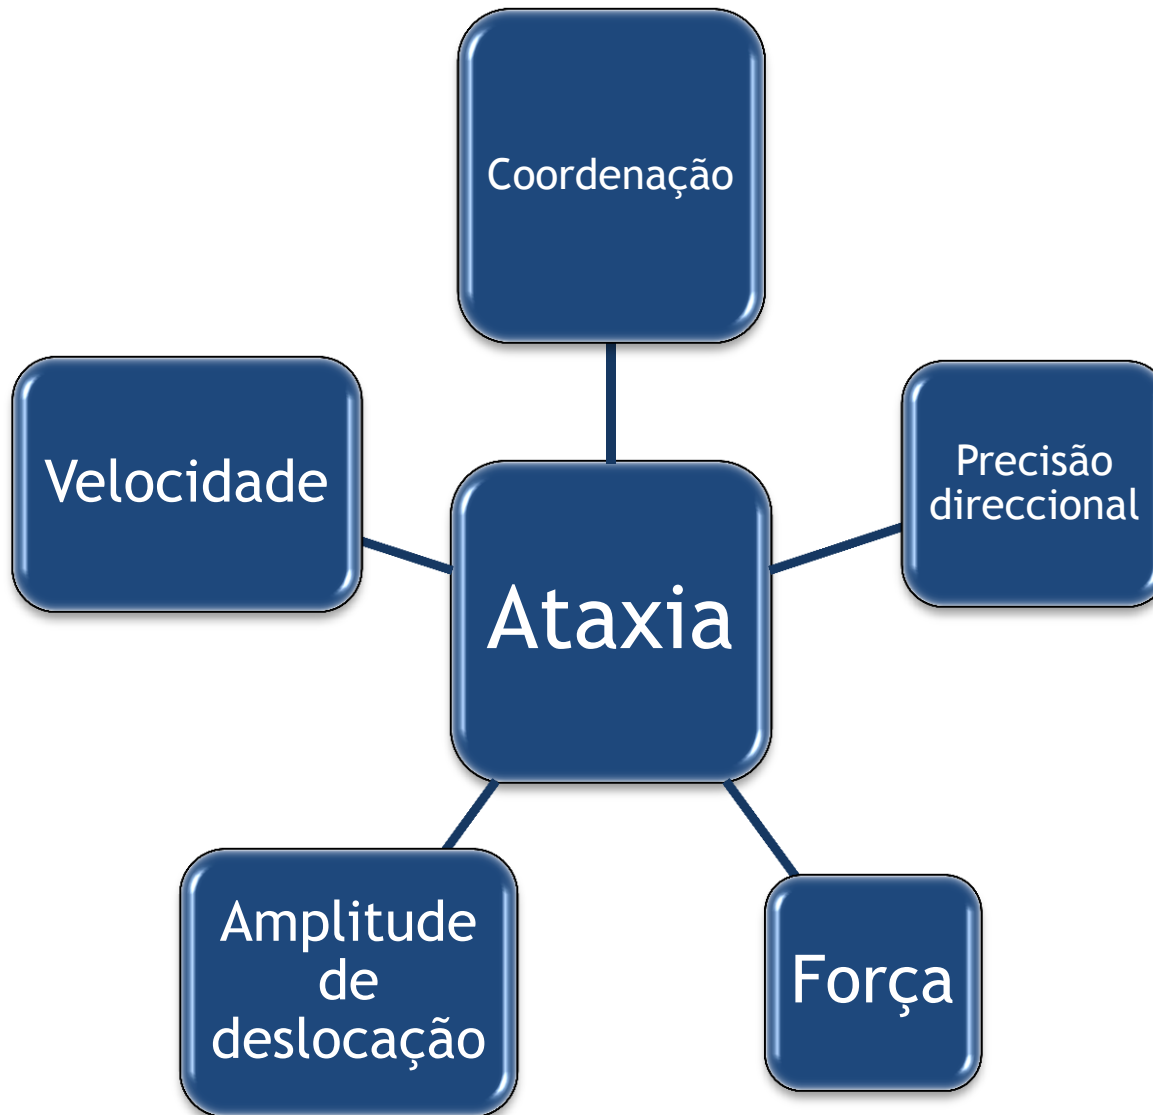 Coordenação
Velocidade
Precisão
direccional
Ataxia
Amplitude
de
deslocação
Força